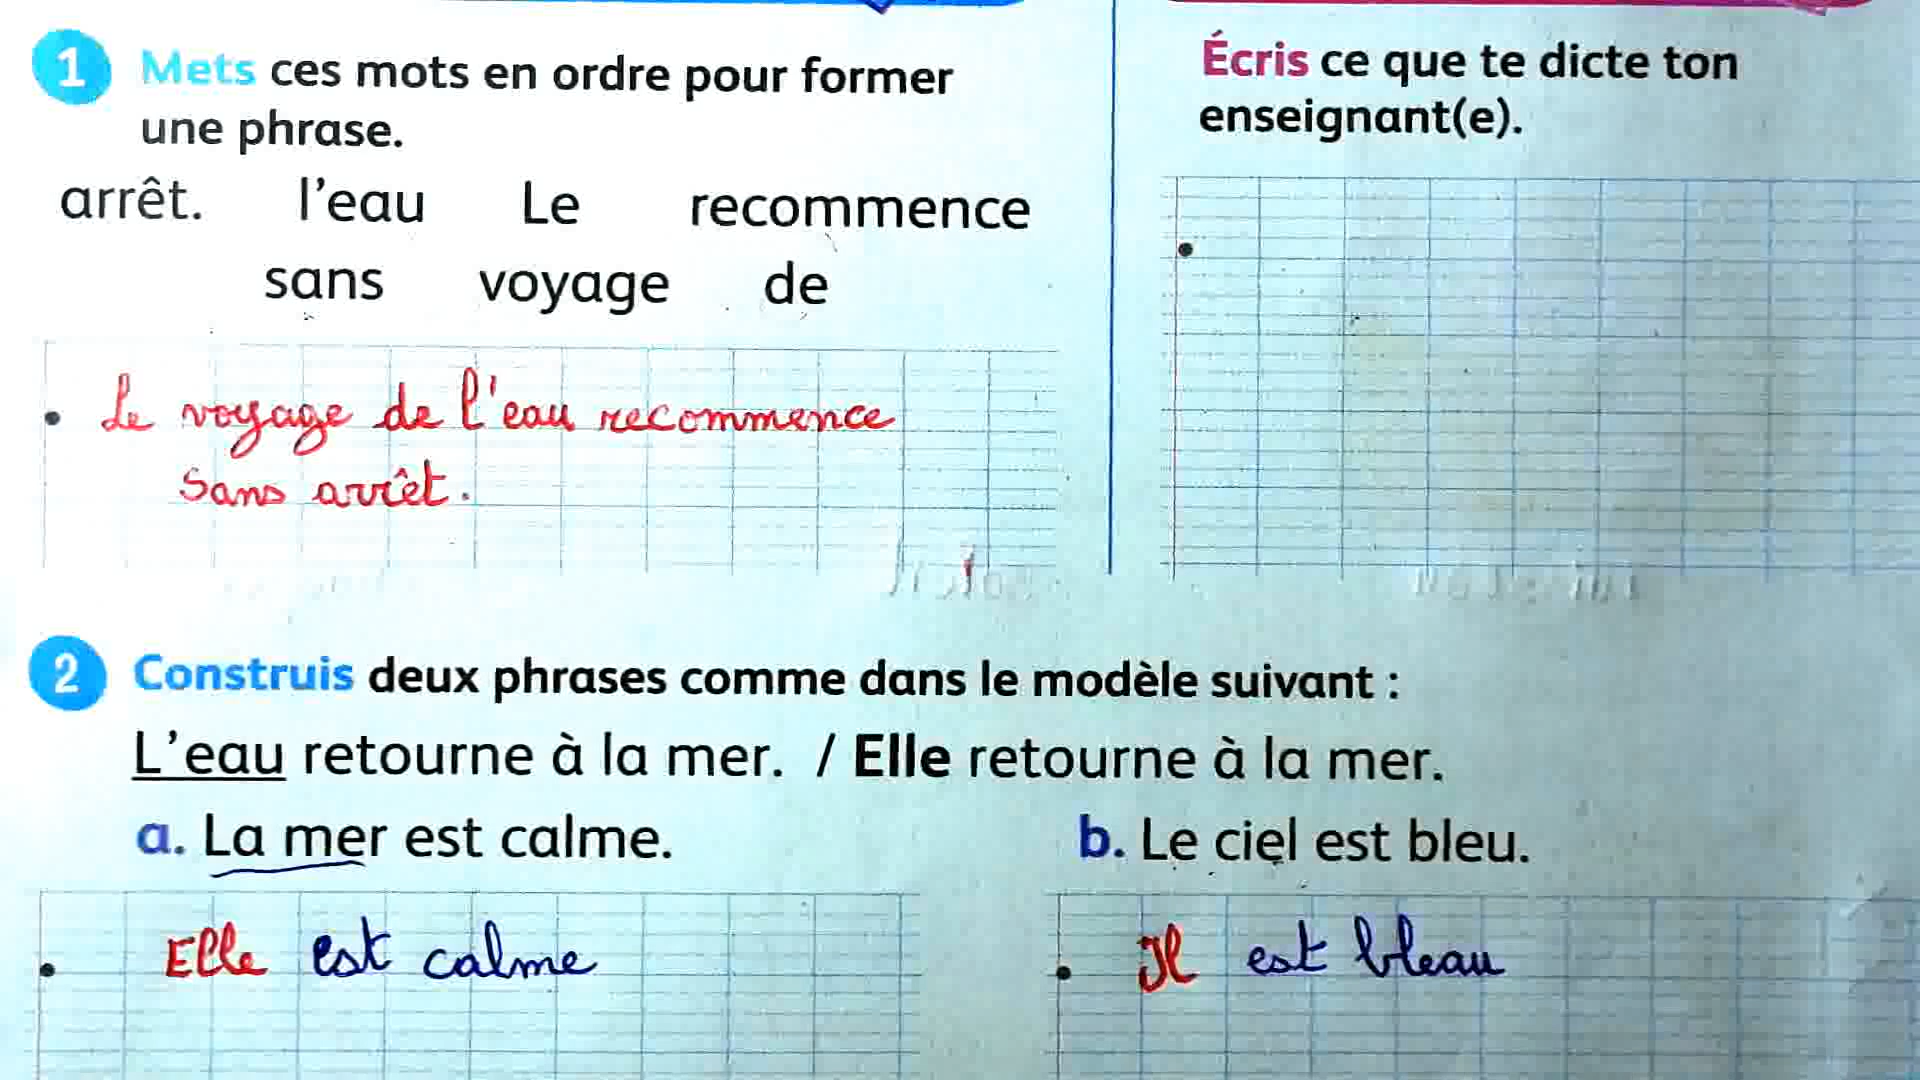 1 Mets ces mots en ordre pour former
une phrase.
arrêt. l'eau Le recommence
sans voyage de
• Le voyage de l'eau recommence
sans arrêt.
Écris ce que te dicte ton
enseignant(e).
2 Construis deux phrases comme dans le modèle suivant :
L'eau retourne à la mer. / Elle retourne à la mer.
a. La mer est calme.
• Elle est calme
b. Le ciel est bleu.
• Il est bleau